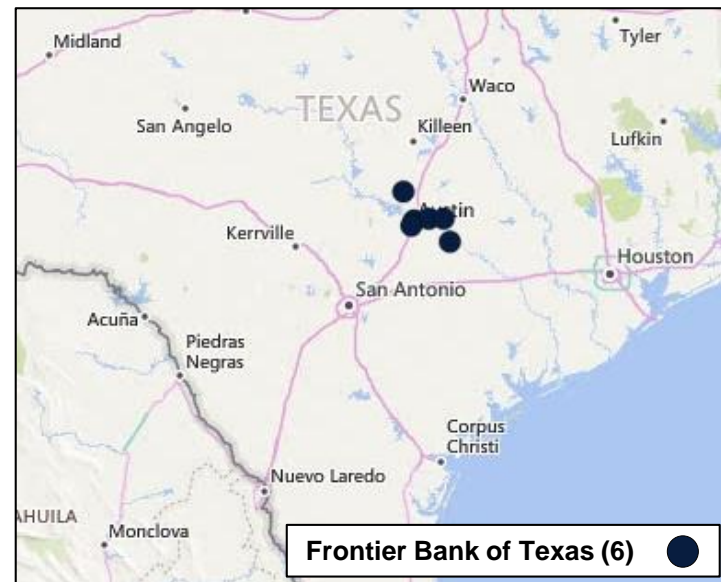 Midland
Tyler
Waco
TEXAS
San Angelo
Killeen
Lufkin
Austin
Kerrville
Houston
San Antonio
Acuña
Piedras
Negras
Corpus
Christi
Nuevo Laredo
AHUILA
Monclova
Frontier Bank of Texas (6)